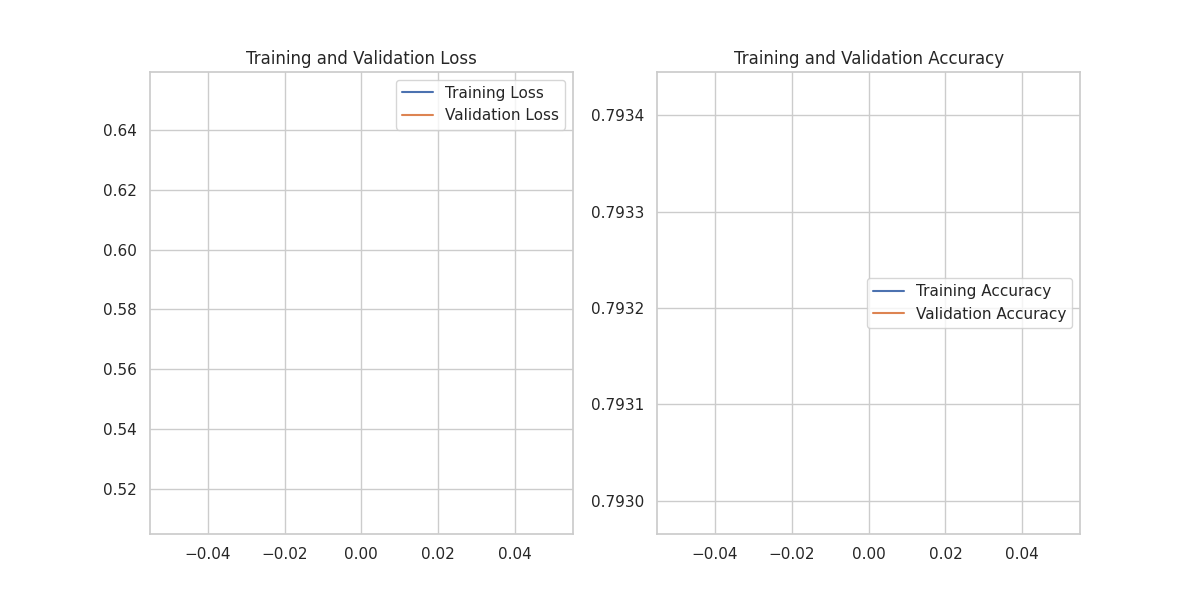 Training and Validation Loss
Training Loss
Validation Loss
0.64
0.62
0.60
0.58
0.56
0.54
0.52
−0.04 −0.02 0.00 0.02 0.04
Training and Validation Accuracy
0.7934
0.7933
Training Accuracy
0.7932
Validation Accuracy
0.7931
0.7930
−0.04 −0.02 0.00 0.02 0.04